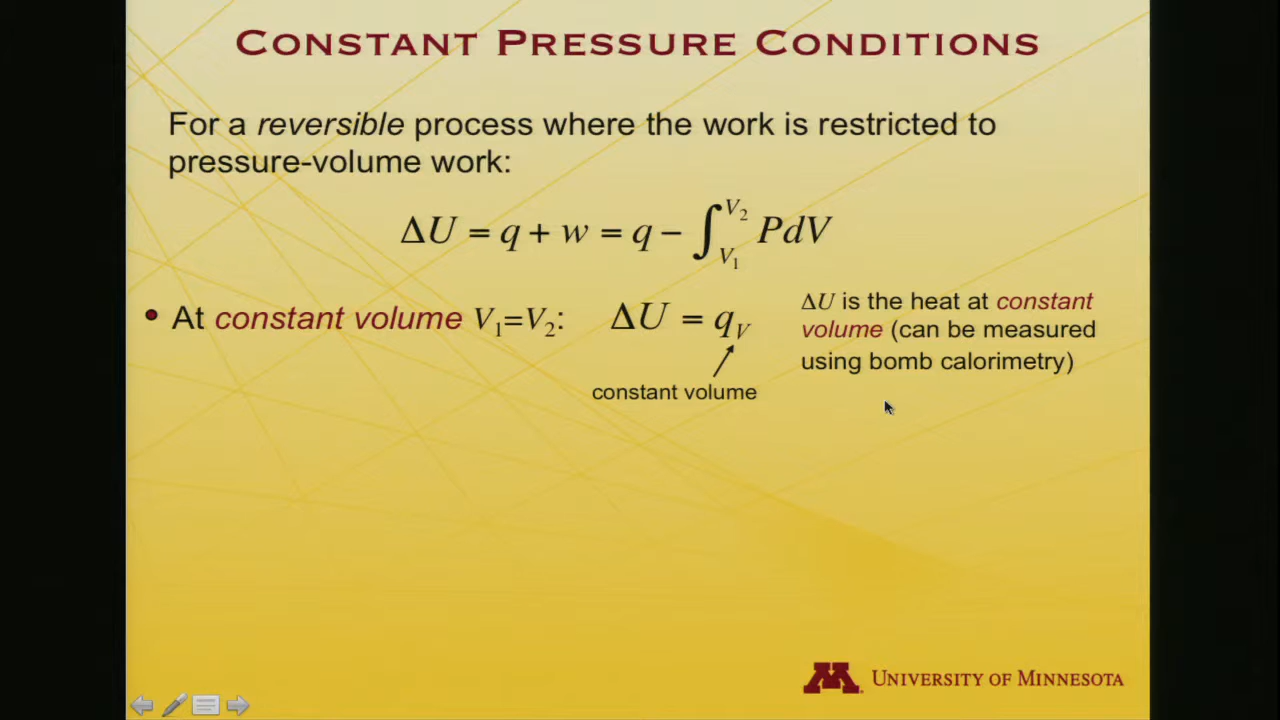 CONSTANT PRESSURE CONDITIONS
For a reversible process where the work is restricted to
pressure-volume work:
ΔU = q + w = q − ∫_{V₁}^{V₂} PdV
• At constant volume V₁=V₂: ΔU = q_V
constant volume
ΔU is the heat at constant
volume (can be measured
using bomb calorimetry)
M UNIVERSITY OF MINNESOTA